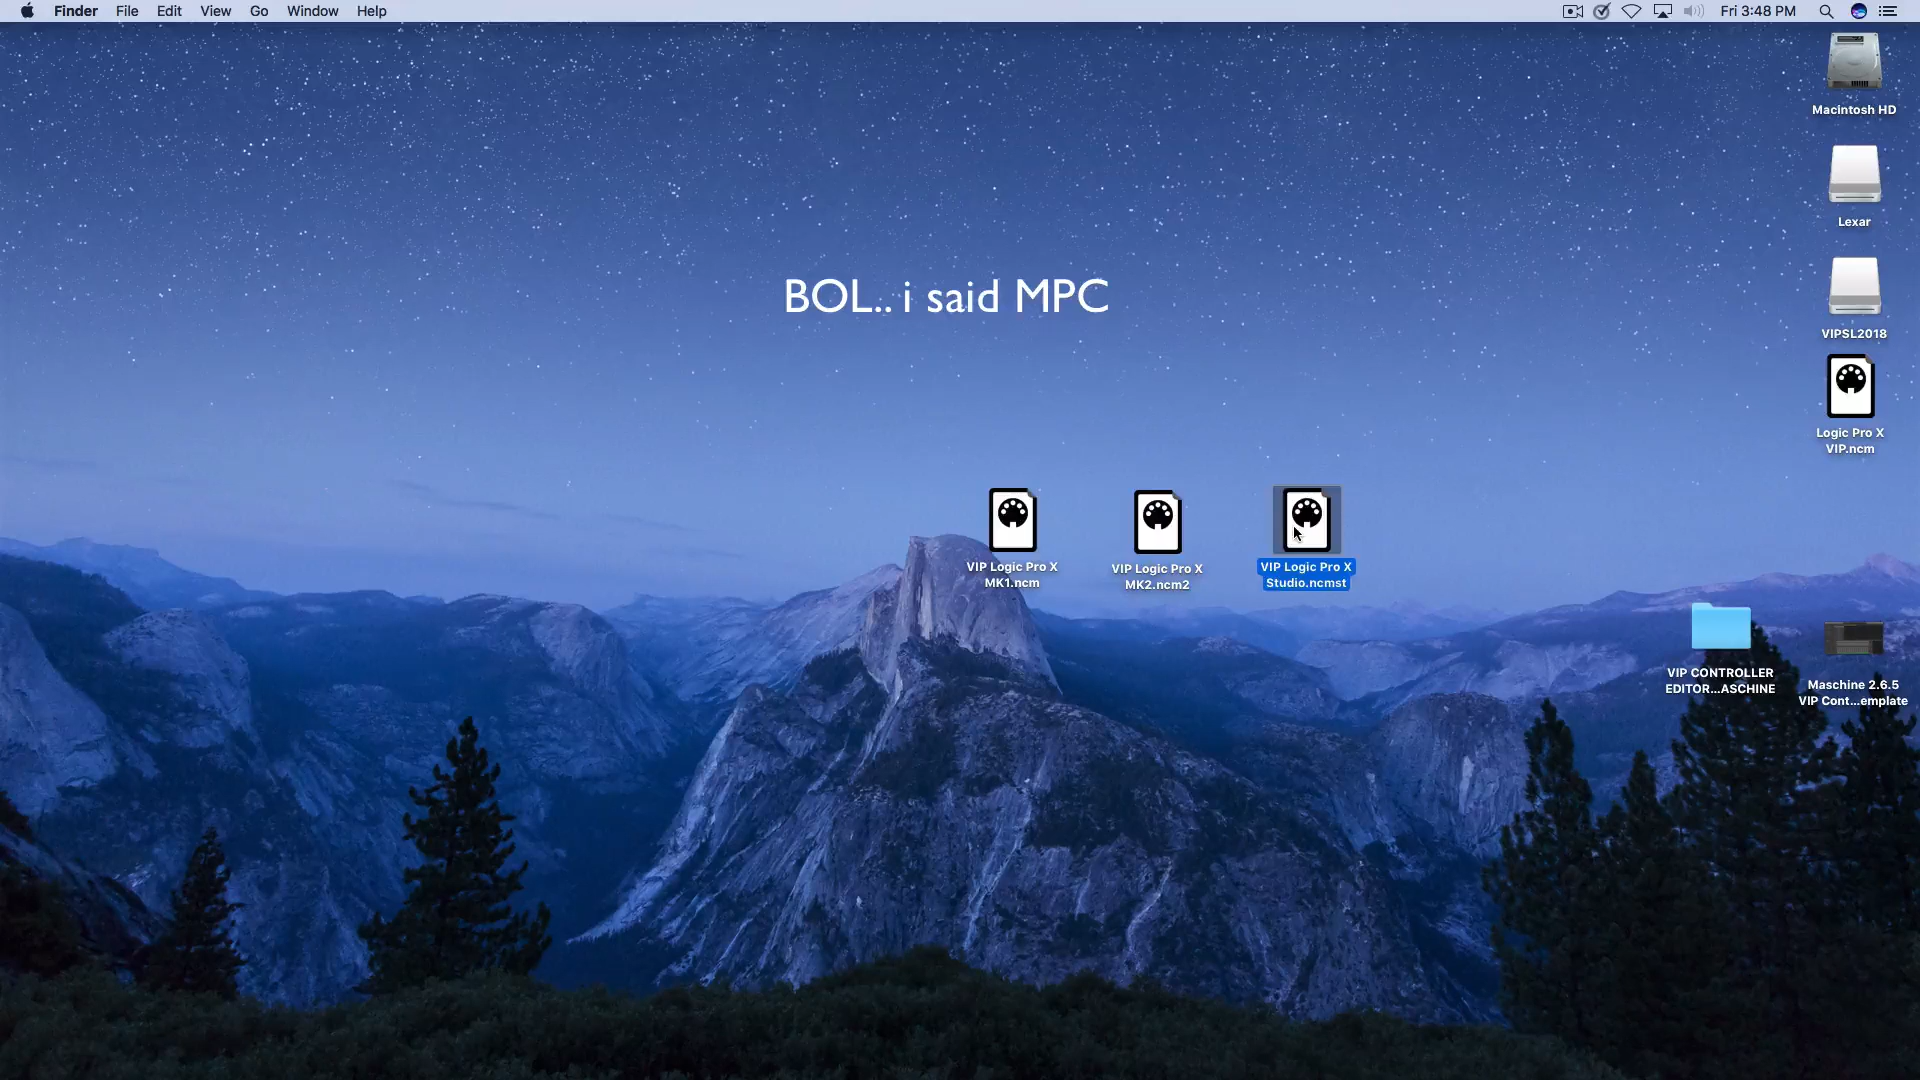 Finder File Edit View Go Window Help Fri 3:48 PM
Macintosh HD
Lexar
BOL.. i said MPC
VIPSL2018
Logic Pro X
VIP.ncm
VIP Logic Pro X
MK1.ncm
VIP Logic Pro X
MK2.ncm2
VIP Logic Pro X
Studio.ncmst
VIP CONTROLLER
EDITOR...ASCHINE
Maschine 2.6.5
VIP Cont...emplate